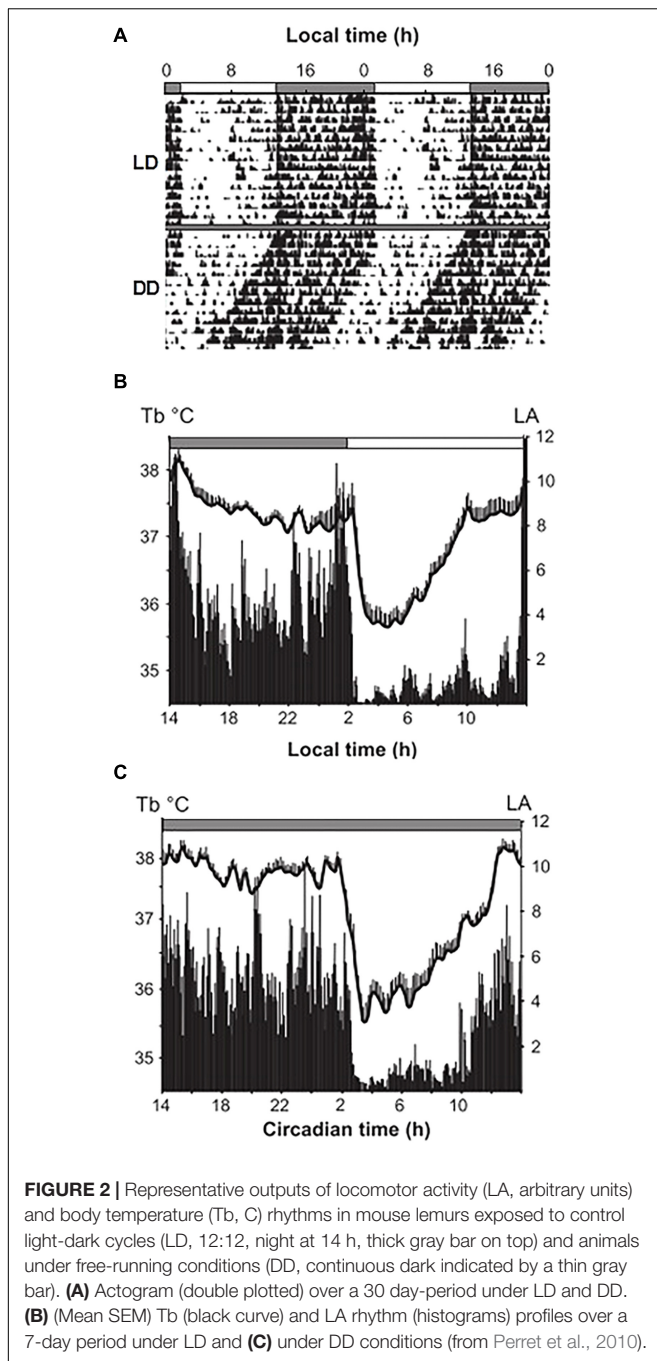 A
Local time (h)
0 8 16 0 8 16 0
LD
DD
B
Tb °C LA
38
37
36
35
12
10
8
6
4
2
14 18 22 2 6 10
Local time (h)
C
Tb °C LA
38
37
36
35
12
10
8
6
4
2
14 18 22 2 6 10
Circadian time (h)
FIGURE 2 | Representative outputs of locomotor activity (LA, arbitrary units)
and body temperature (Tb, C) rhythms in mouse lemurs exposed to control
light-dark cycles (LD, 12:12, night at 14 h, thick gray bar on top) and animals
under free-running conditions (DD, continuous dark indicated by a thin gray
bar). (A) Actogram (double plotted) over a 30 day-period under LD and DD.
(B) (Mean SEM) Tb (black curve) and LA rhythm (histograms) profiles over a
7-day period under LD and (C) under DD conditions (from Perret et al., 2010).